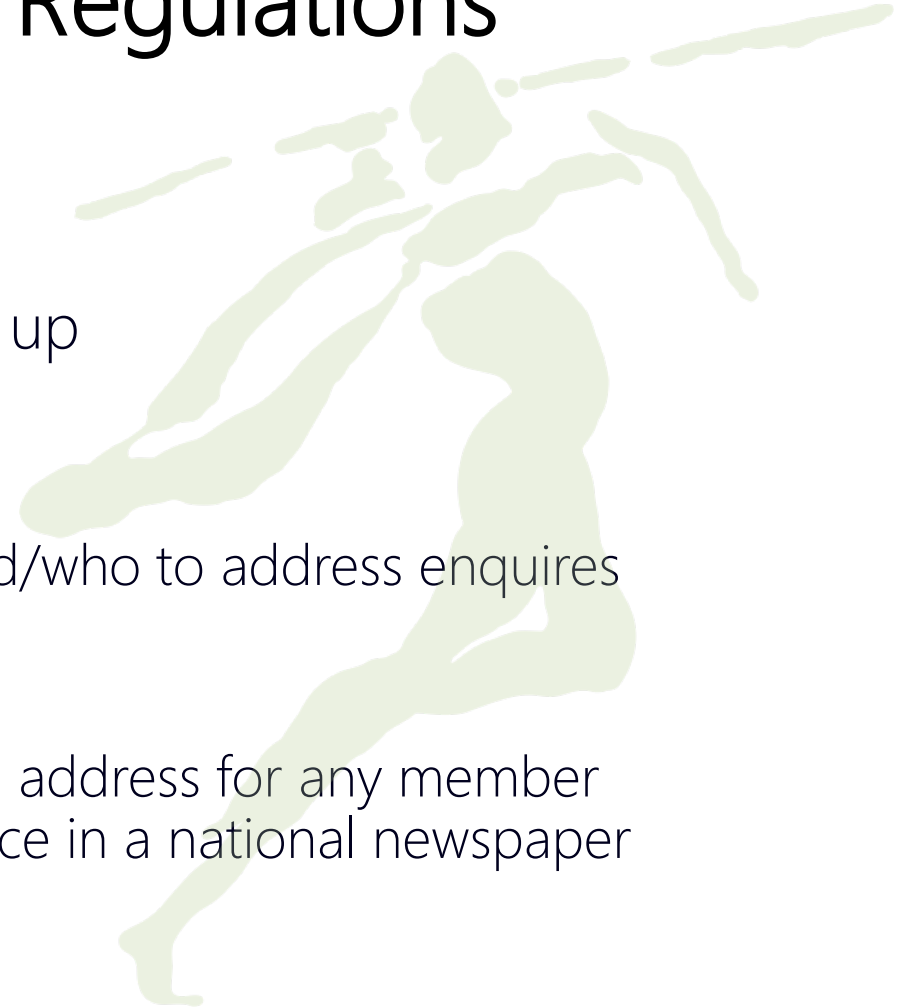 Regulations
up
d/who to address enquires
address for any member
ce in a national newspaper